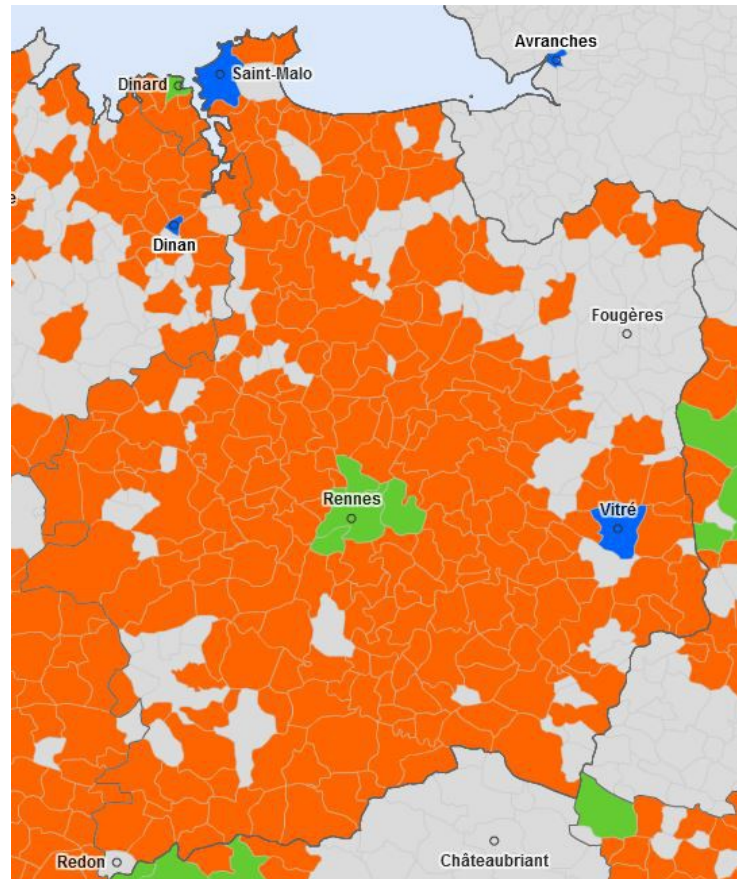 Avranches
Dinard
Saint-Malo
e
Dinan
Fougères
Rennes
Vitré
Redon
Châteaubriant